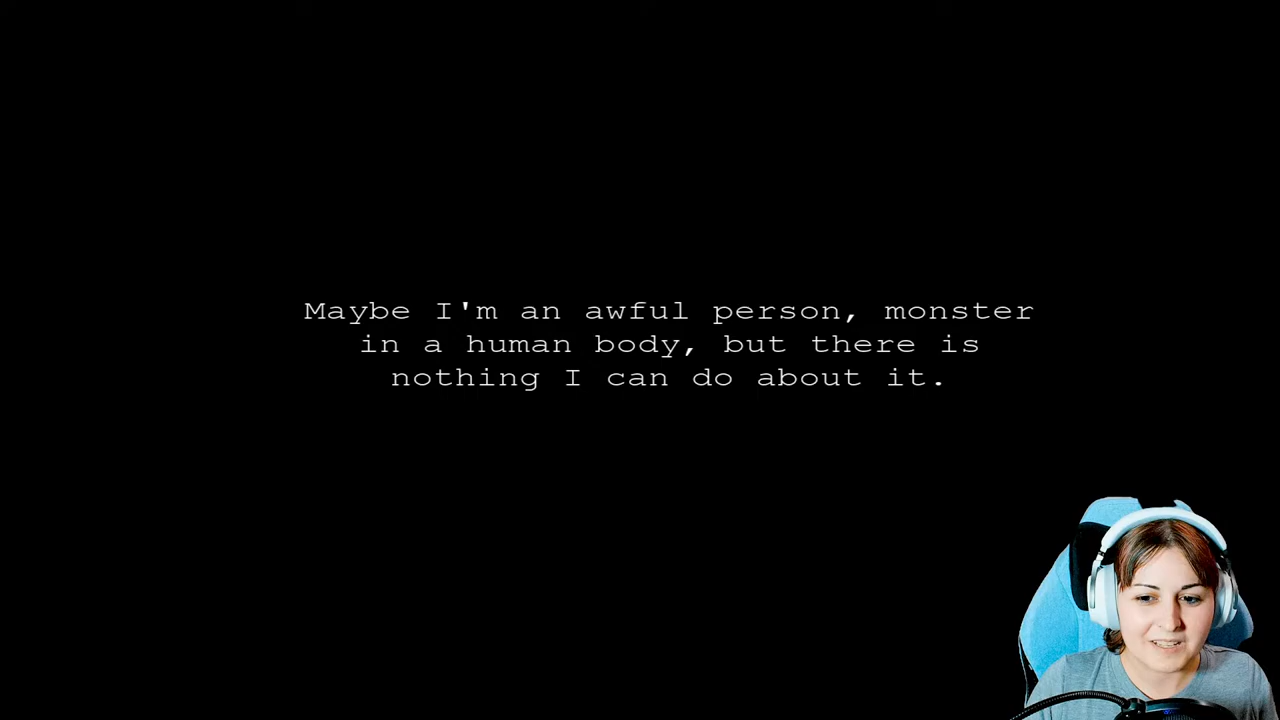 Maybe I'm an awful person, monster
in a human body, but there is
nothing I can do about it.